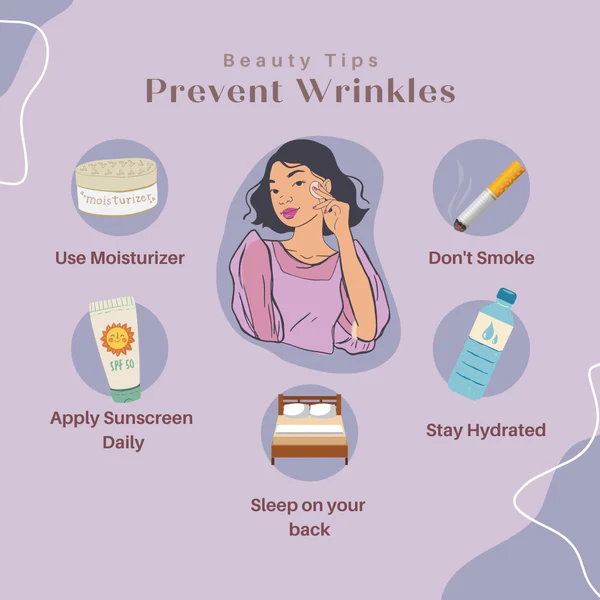 Beauty Tips
Prevent Wrinkles
moisturizer
Use Moisturizer
Don't Smoke
SPF 50
Apply Sunscreen
Daily
Stay Hydrated
Sleep on your
back